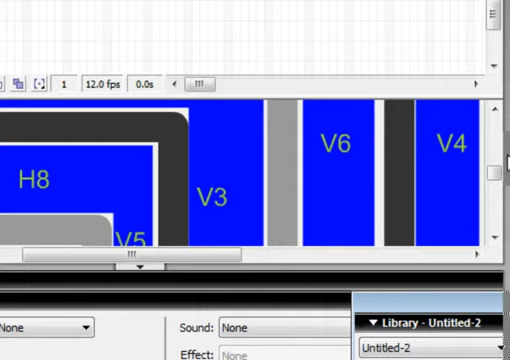 1 12.0 fps 0.0s
V6 V4
H8
V3
V5
None Sound: None
Library - Untitled-2
Untitled-2
Effect: None